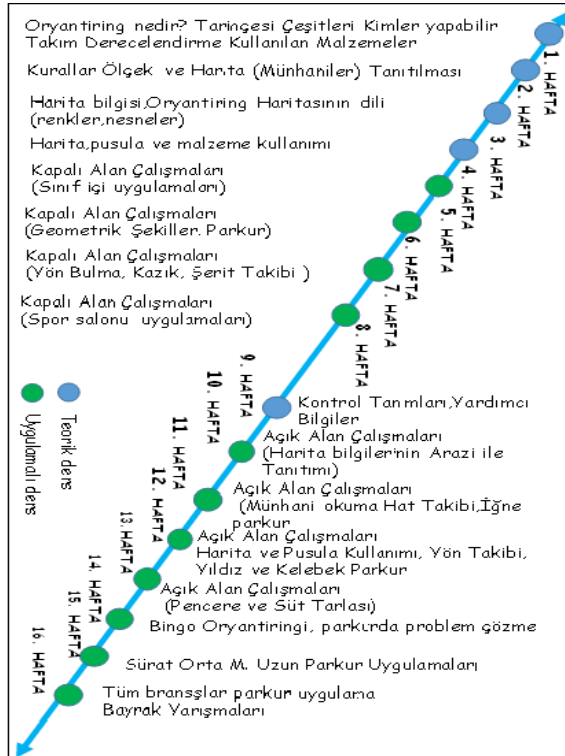 Oryantiring nedir? Taringesi Çeşitleri Kimler yapabilir
Takım Derecelendirme Kullanılan Malzemeler
1. HAFTA
Kurallar Ölçek ve Harıta (Münhaniler) Tanıtılması
2. HAFTA
Harita bilgisi,Oryantiring Haritasının dili
(renkler,nesneler)
3. HAFTA
Harita,pusula ve malzeme kullanımı
4. HAFTA
Kapalı Alan Çalışmaları
(Sınıf içi uygulamaları)
5. HAFTA
Kapalı Alan Çalışmaları
(Geometrik Şekiller. Parkur)
6. HAFTA
Kapalı Alan Çalışmaları
(Yön Bulma, Kazık, Şerit Takibi )
7. HAFTA
Kapalı Alan Çalışmaları
(Spor salonu uygulamaları)
8. HAFTA
9. HAFTA
Kontrol Tanımları,Yardımcı
Bilgiler
10. HAFTA
Açık Alan Çalışmaları
(Harita bilgiler'nin Arazi ile
Tanıtımı)
11. HAFTA
Açık Alan Çalışmaları
(Münhani okuma Hat Takibi,İğne
parkur
12. HAFTA
Açık Alan Çalışmaları
Harita ve Pusula Kullanımı, Yön Takibi,
Yıldız ve Kelebek Parkur
13.HAFTA
Açık Alan Çalışmaları
(Pencere ve Süt Tarlası)
14. HAFTA
Bingo Oryantiringi, parkurda problem çözme
15. HAFTA
Sürat Orta M. Uzun Parkur Uygulamaları
16. HAFTA
Tüm branşşlar parkur uygulama
Bayrak Yarışmaları
Teorik ders
Uygulamalı ders